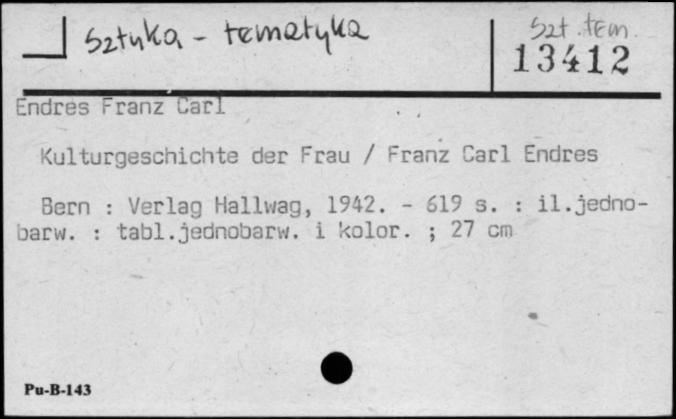 Sztuka - tematyka
Szt. tem.
13412
Endres Franz Carl
Kulturgeschichte der Frau / Franz Carl Endres
Bern : Verlag Hallwag, 1942. - 619 s. : il.jedno-
barw. : tabl.jednobarw. i kolor. ; 27 cm
Pu-B-143